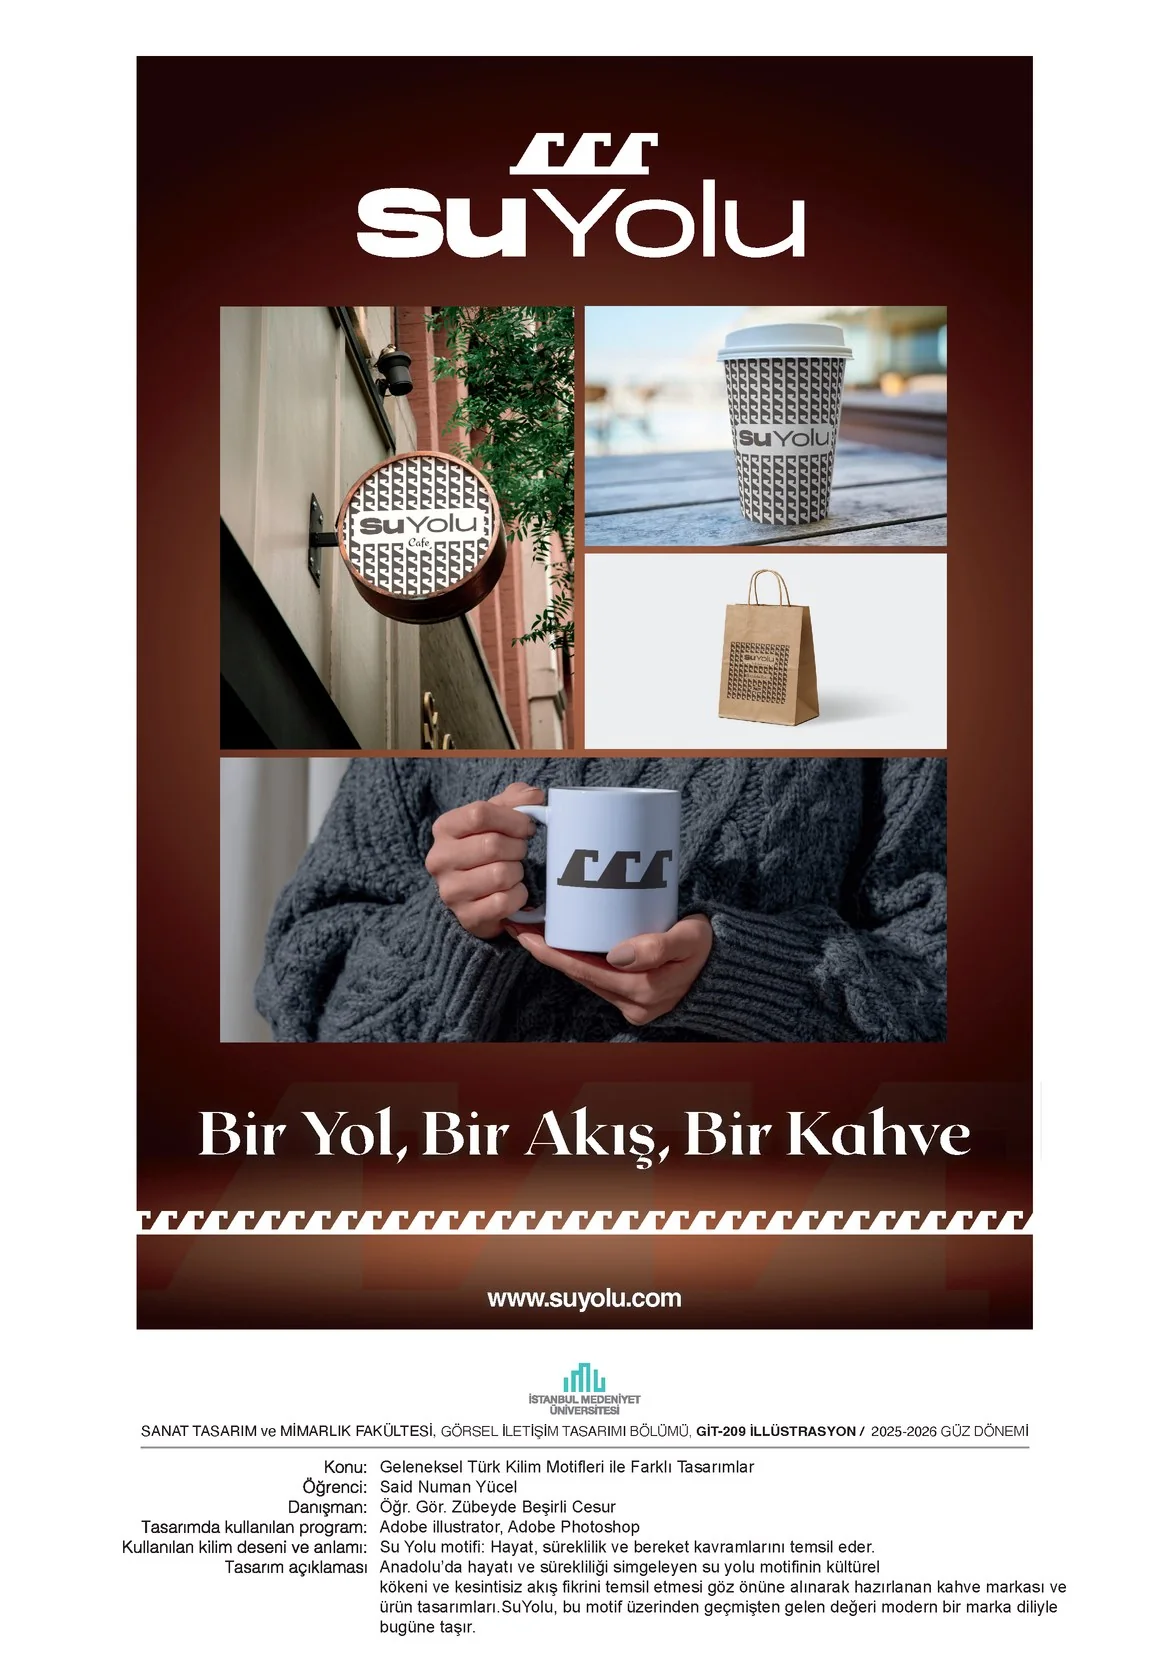 SuYolu
SuYolu
Cafe
SuYolu
SuYolu
Bir Yol, Bir Akış, Bir Kahve
www.suyolu.com
İSTANBUL MEDENİYET
ÜNİVERSİTESİ
SANAT TASARIM ve MİMARLIK FAKÜLTESİ, GÖRSEL İLETİŞİM TASARIMI BÖLÜMÜ, GİT-209 İLLÜSTRASYON / 2025-2026 GÜZ DÖNEMİ
Konu: Geleneksel Türk Kilim Motifleri ile Farklı Tasarımlar
Öğrenci: Said Numan Yücel
Danışman: Öğr. Gör. Zübeyde Beşirli Cesur
Tasarımda kullanılan program: Adobe illustrator, Adobe Photoshop
Kullanılan kilim deseni ve anlamı: Su Yolu motifi: Hayat, süreklilik ve bereket kavramlarını temsil eder.
Tasarım açıklaması Anadolu'da hayatı ve sürekliliği simgeleyen su yolu motifinin kültürel
kökeni ve kesintisiz akış fikrini temsil etmesi göz önüne alınarak hazırlanan kahve markası ve
ürün tasarımları.SuYolu, bu motif üzerinden geçmişten gelen değeri modern bir marka diliyle
bugüne taşır.